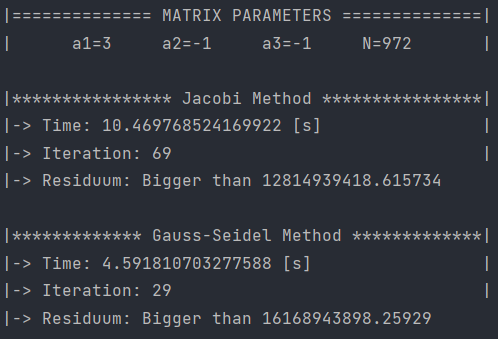 |============== MATRIX PARAMETERS ==============|
|      a1=3     a2=-1     a3=-1     N=972       |
|**************** Jacobi Method ****************|
|-> Time: 10.469768524169922 [s]                |
|-> Iteration: 69                               |
|-> Residuum: Bigger than 12814939418.615734
|************* Gauss-Seidel Method *************|
|-> Time: 4.591810703277588 [s]                 |
|-> Iteration: 29                               |
|-> Residuum: Bigger than 16168943898.25929